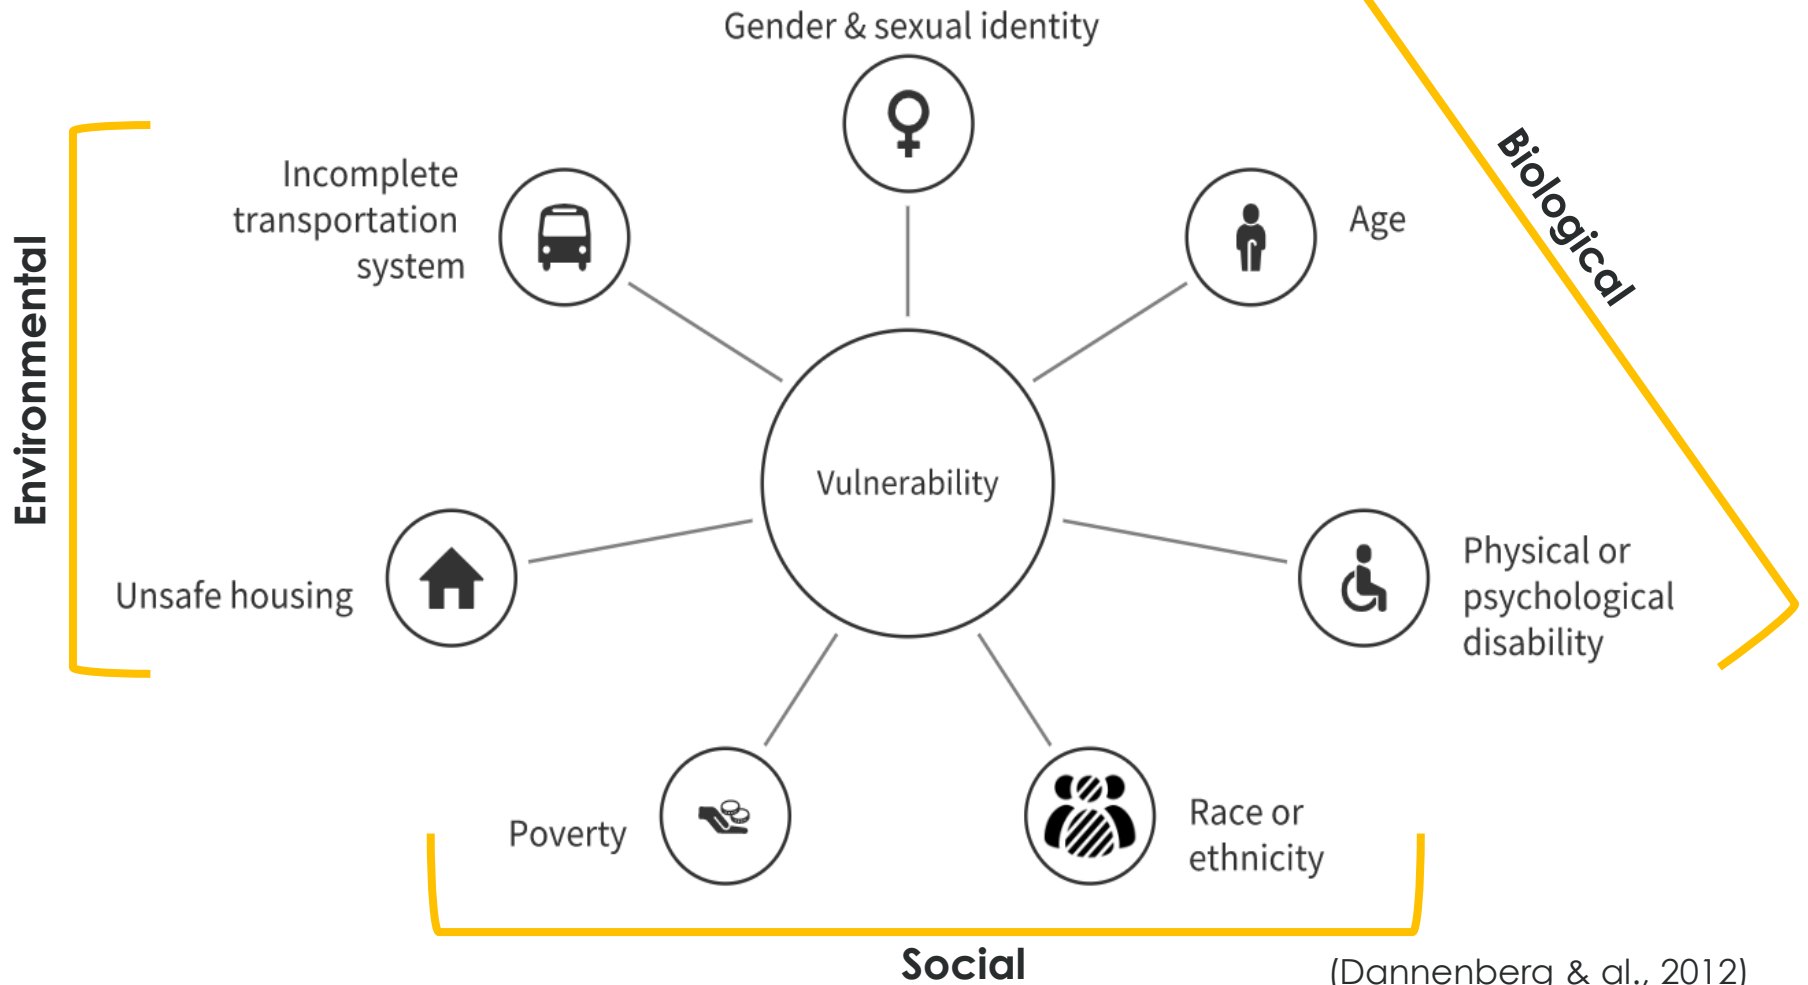 Gender & sexual identity
Incomplete
transportation
system
Age
Biological
Environmental
Vulnerability
Unsafe housing
Physical or
psychological
disability
Poverty
Race or
ethnicity
Social
(Dannenberg & al., 2012)